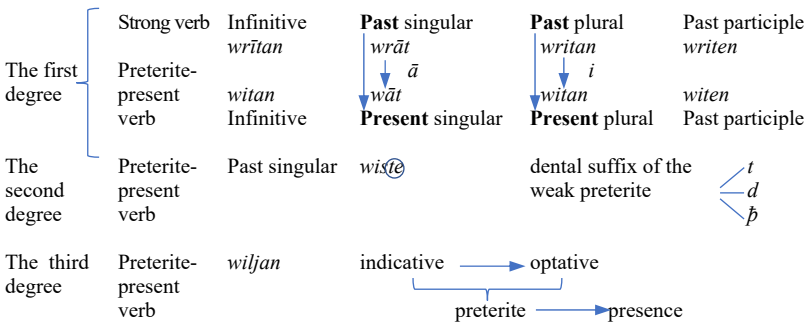 Strong verb Infinitive Past singular Past plural Past participle
wrītan wrāt writan writen
The first Preterite- ā i
degree present witan wāt witan witen
verb Infinitive Present singular Present plural Past participle
The Preterite- Past singular wiste dental suffix of the t
second present weak preterite d
degree verb ƀ
The third Preterite- wiljan indicative optative
degree present
verb preterite presence